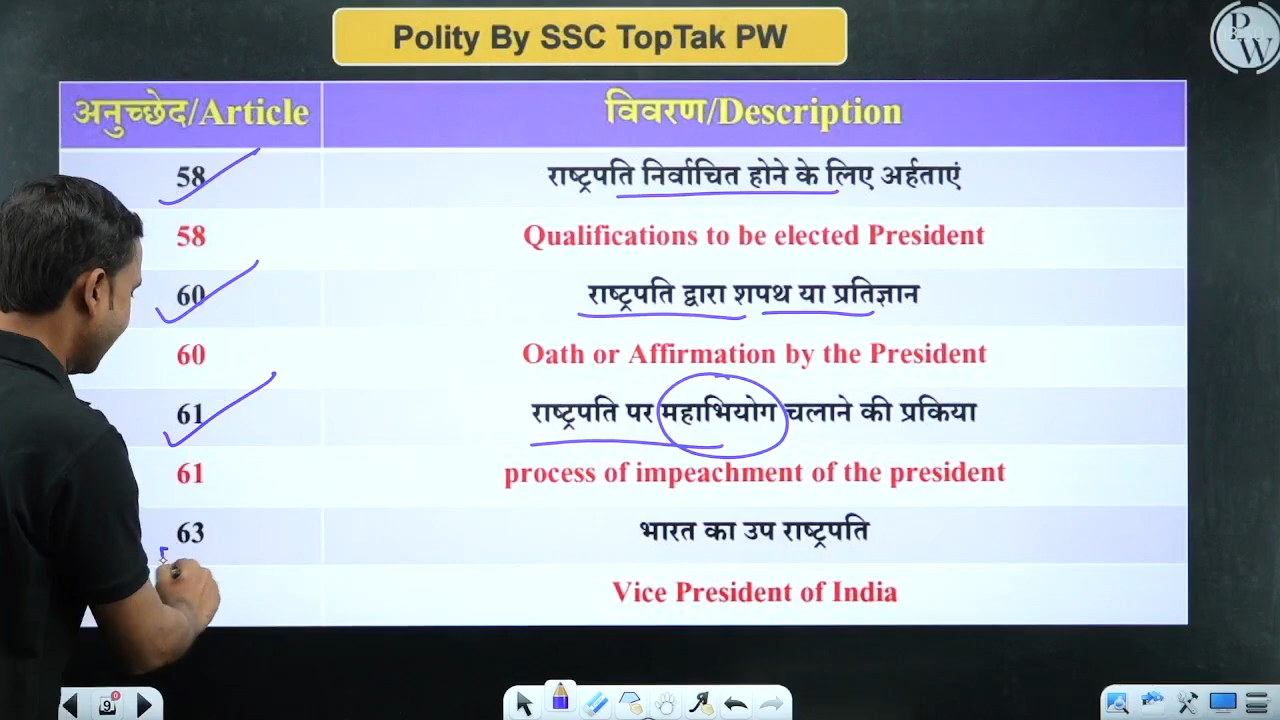 Polity By SSC TopTak PW
PW
अनुच्छेद/Article विवरण/Description
58 राष्ट्रपति निर्वाचित होने के लिए अर्हताएं
58 Qualifications to be elected President
60 राष्ट्रपति द्वारा शपथ या प्रतिज्ञान
60 Oath or Affirmation by the President
61 राष्ट्रपति पर महाभियोग चलाने की प्रकिया
61 process of impeachment of the president
63 भारत का उप राष्ट्रपति
Vice President of India
9 0